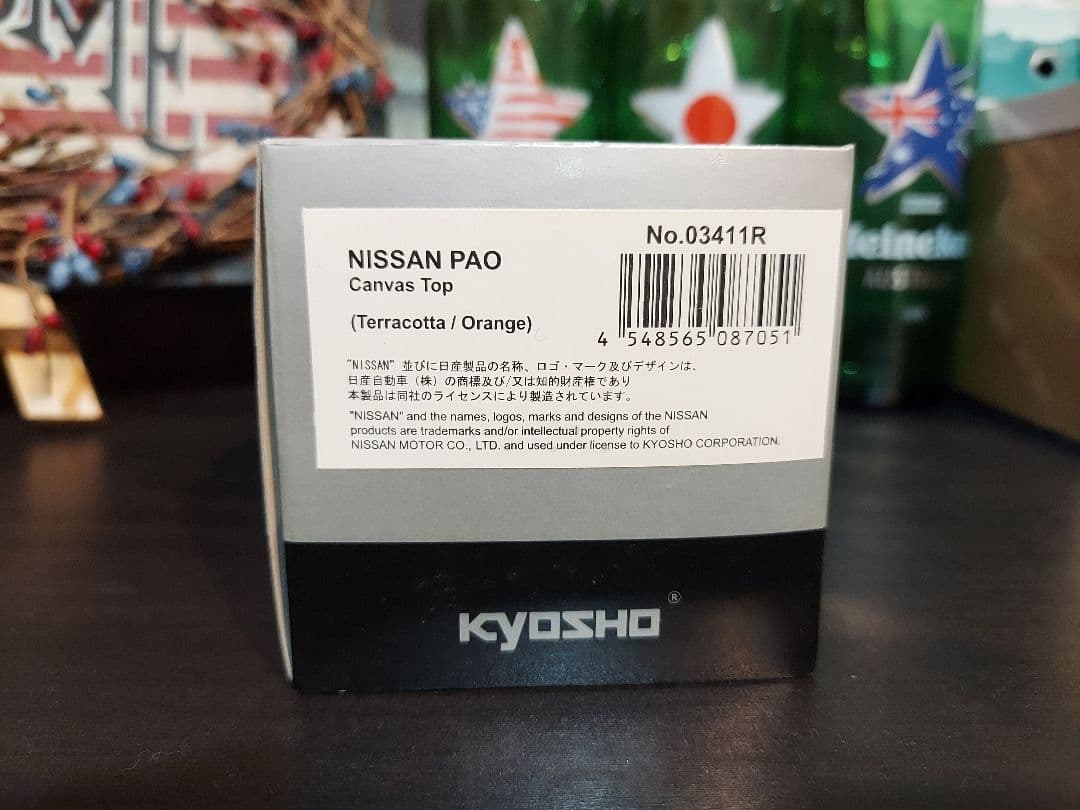 NISSAN PAO
Canvas Top
(Terracotta / Orange)
No.03411R
4 548565 087051
"NISSAN" 並びに日産製品の名称、ロゴ・マーク及びデザインは、
日産自動車（株）の商標及び/又は知的財産権であり
本製品は同社のライセンスにより製造されています。
"NISSAN" and the names, logos, marks and designs of the NISSAN
products are trademarks and/or intellectual property rights of
NISSAN MOTOR CO., LTD. and used under license to KYOSHO CORPORATION.
KYOSHO®